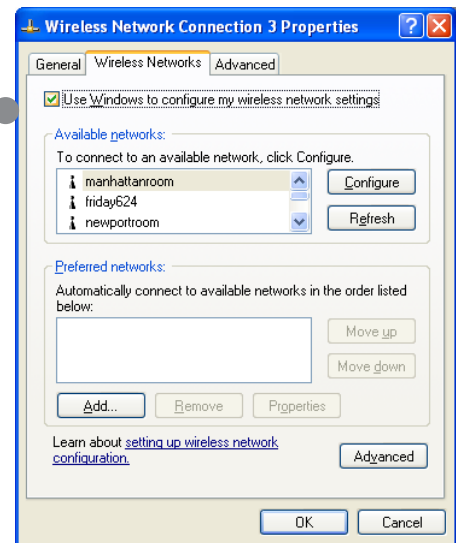 Wireless Network Connection 3 Properties
General Wireless Networks Advanced
Use Windows to configure my wireless network settings
Available networks:
To connect to an available network, click Configure.
manhattanroom
Configure
friday624
newportroom
Refresh
Preferred networks:
Automatically connect to available networks in the order listed
below:
Move up
Move down
Add... Remove Properties
Learn about setting up wireless network
configuration.
Advanced
OK Cancel